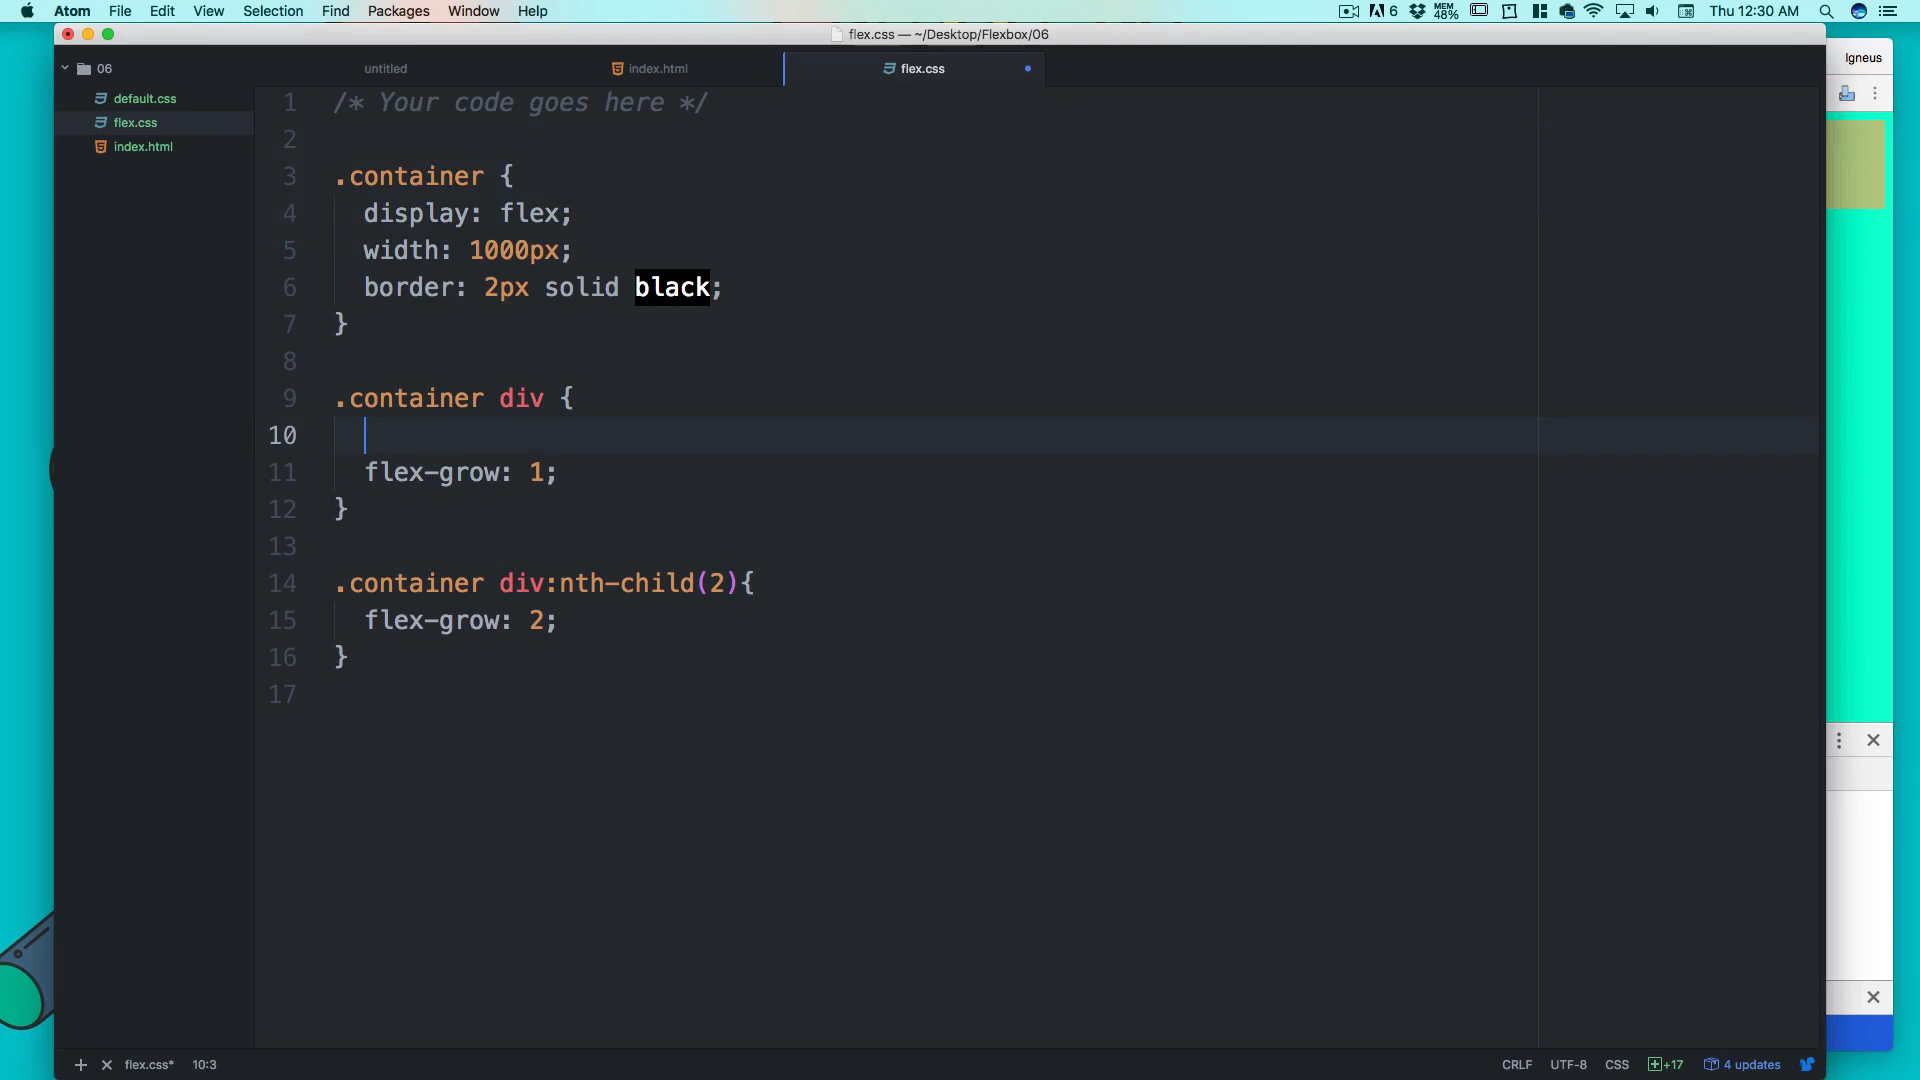 Atom File Edit View Selection Find Packages Window Help 6 MEM 48% Thu 12:30 AM
flex.css — ~/Desktop/Flexbox/06
Igneus
06
untitled index.html flex.css
default.css
flex.css
index.html
1 /* Your code goes here */
2
3 .container {
4 display: flex;
5 width: 1000px;
6 border: 2px solid black;
7 }
8
9 .container div {
10
11 flex-grow: 1;
12 }
13
14 .container div:nth-child(2){
15 flex-grow: 2;
16 }
17
flex.css* 10:3 CRLF UTF-8 CSS +17 4 updates